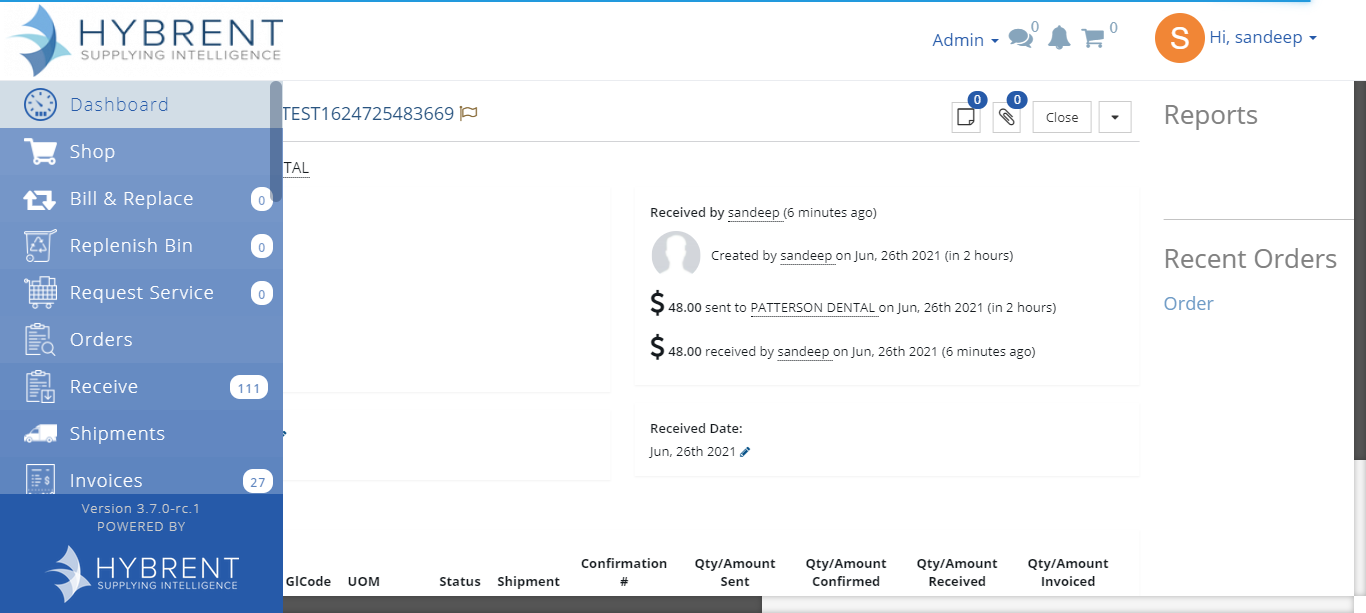 HYBRENT
SUPPLYING INTELLIGENCE
Admin
0
0
S
Hi, sandeep
Dashboard
Shop
Bill & Replace
0
Replenish Bin
0
Request Service
0
Orders
Receive
111
Shipments
Invoices
27
Version 3.7.0-rc.1
POWERED BY
HYBRENT
SUPPLYING INTELLIGENCE
TEST1624725483669
0
0
Close
TAL
Received by sandeep (6 minutes ago)
Created by sandeep on Jun, 26th 2021 (in 2 hours)
$ 48.00 sent to PATTERSON DENTAL on Jun, 26th 2021 (in 2 hours)
$ 48.00 received by sandeep on Jun, 26th 2021 (6 minutes ago)
Received Date:
Jun, 26th 2021
Confirmation Qty/Amount Qty/Amount Qty/Amount Qty/Amount
GlCode UOM Status Shipment # Sent Confirmed Received Invoiced
Reports
Recent Orders
Order